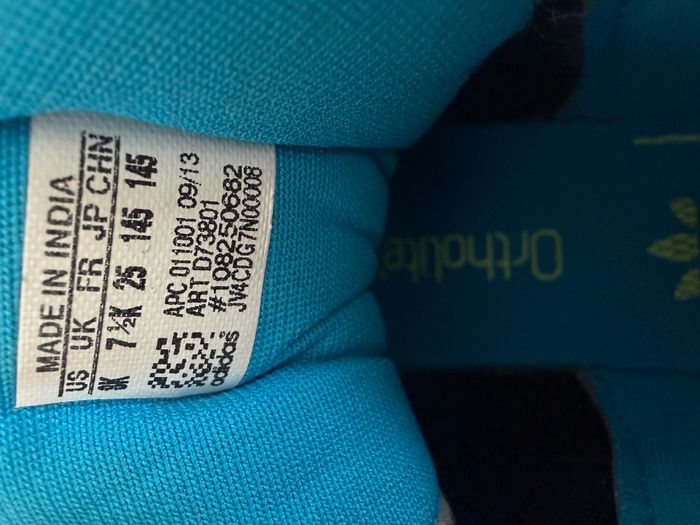 MADE IN INDIA
US UK FR JP CHN
8K 7½K 25 145 145
APC 011001 09/13
ART D73801
#108250682
JV4CDG7N00008
adidas
Ortholite